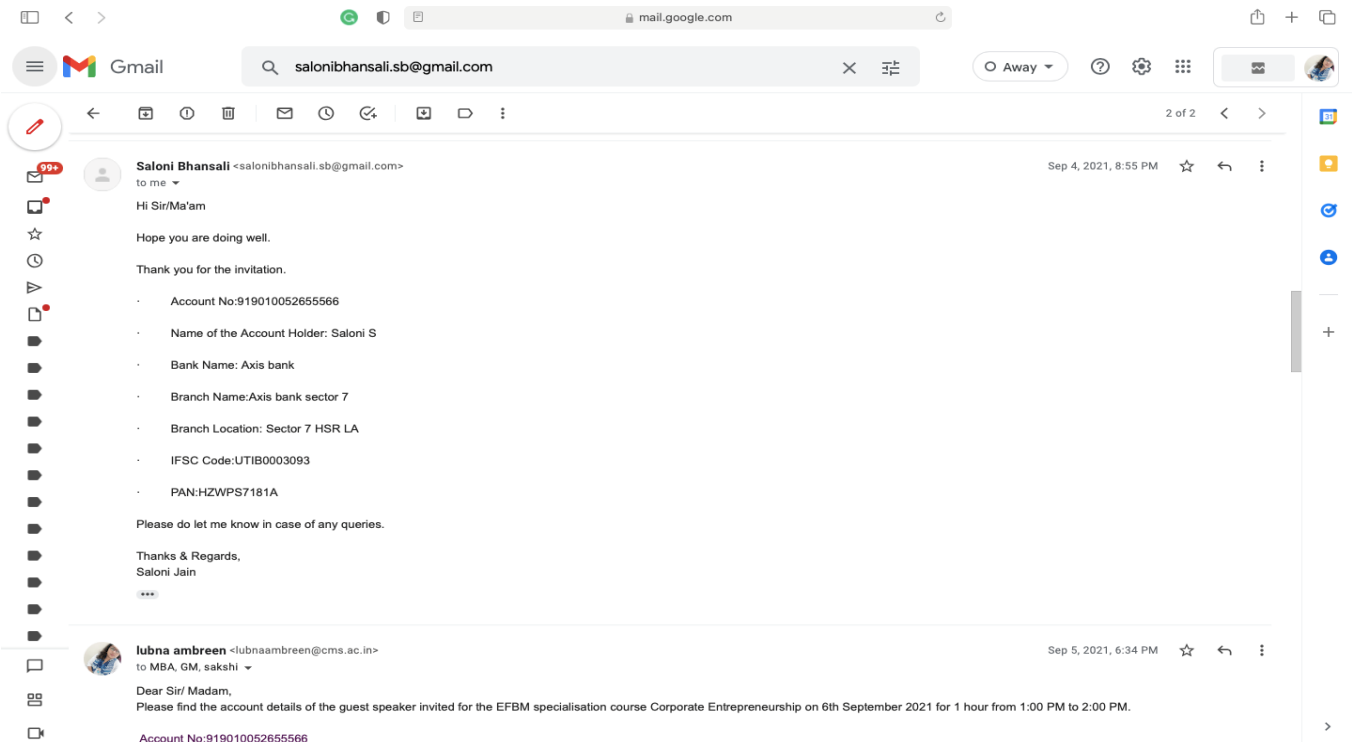 mail.google.com
Gmail
salonibhansali.sb@gmail.com
Away
2 of 2
99+
31
Saloni Bhansali <salonibhansali.sb@gmail.com>
Sep 4, 2021, 8:55 PM
to me
Hi Sir/Ma'am
Hope you are doing well.
Thank you for the invitation.
· Account No:919010052655566
· Name of the Account Holder: Saloni S
· Bank Name: Axis bank
· Branch Name:Axis bank sector 7
· Branch Location: Sector 7 HSR LA
· IFSC Code:UTIB0003093
· PAN:HZWPS7181A
Please do let me know in case of any queries.
Thanks & Regards,
Saloni Jain
lubna ambreen <lubnaambreen@cms.ac.in>
Sep 5, 2021, 6:34 PM
to MBA, GM, sakshi
Dear Sir/ Madam,
Please find the account details of the guest speaker invited for the EFBM specialisation course Corporate Entrepreneurship on 6th September 2021 for 1 hour from 1:00 PM to 2:00 PM.
Account No:919010052655566